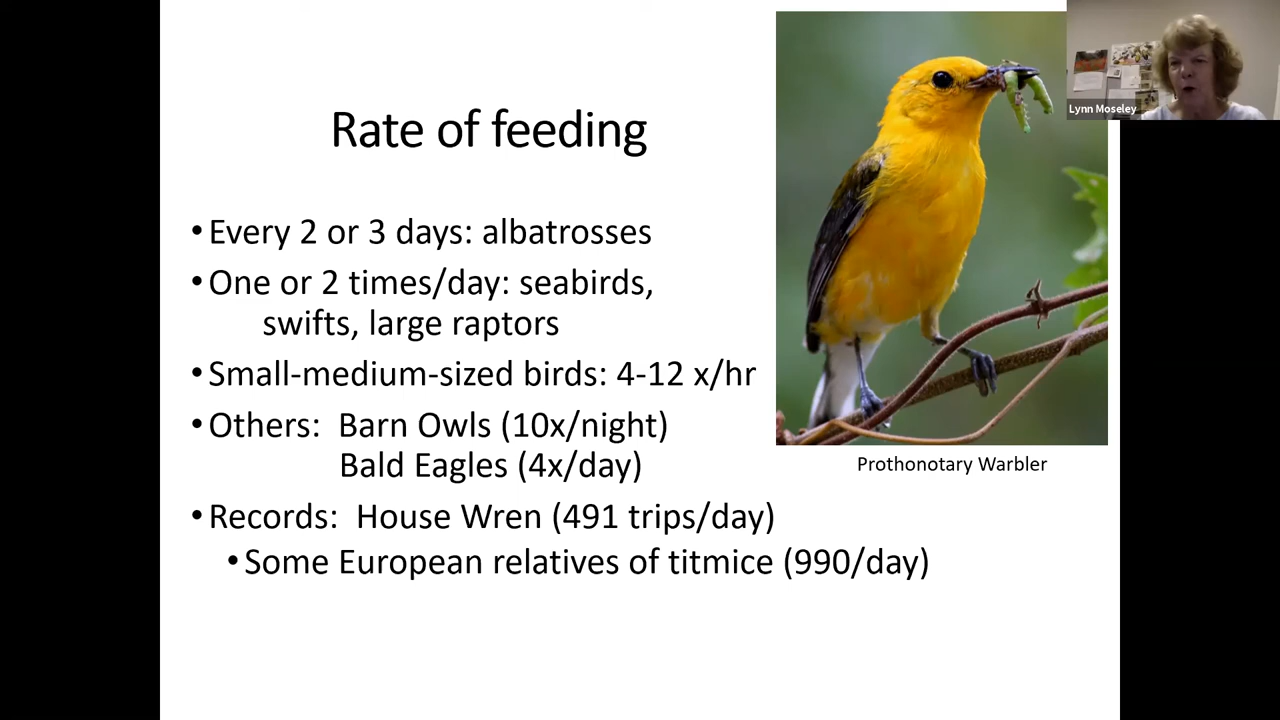 Rate of feeding
•Every 2 or 3 days: albatrosses
•One or 2 times/day: seabirds,
swifts, large raptors
•Small-medium-sized birds: 4-12 x/hr
•Others: Barn Owls (10x/night)
Bald Eagles (4x/day)
•Records: House Wren (491 trips/day)
•Some European relatives of titmice (990/day)
Prothonotary Warbler
Lynn Moseley